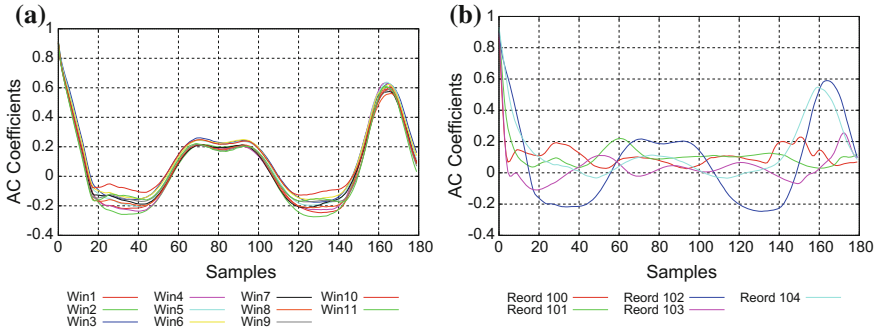 (a)
1
0.8
0.6
0.4
0.2
0
-0.2
-0.4
AC Coefficients
0 20 40 60 80 100 120 140 160 180
Samples
Win1 Win4 Win7 Win10
Win2 Win5 Win8 Win11
Win3 Win6 Win9
(b)
1
0.8
0.6
0.4
0.2
0
-0.2
-0.4
AC Coefficients
0 20 40 60 80 100 120 140 160 180
Samples
Reord 100 Reord 102 Reord 104
Reord 101 Reord 103